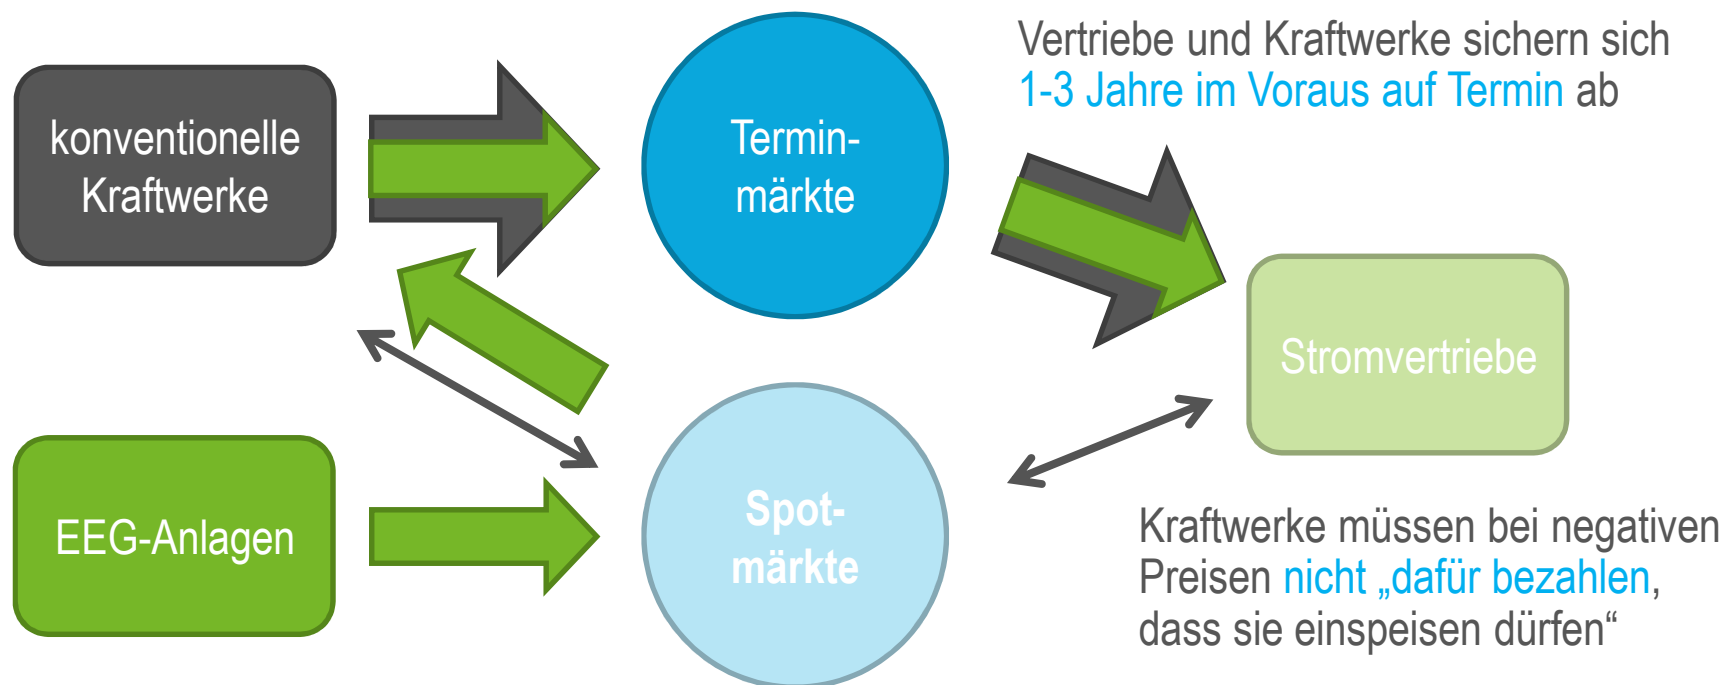 Vertriebe und Kraftwerke sichern sich
1-3 Jahre im Voraus auf Termin ab
konventionelle
Kraftwerke
Termin-
märkte
Stromvertriebe
EEG-Anlagen
Spot-
märkte
Kraftwerke müssen bei negativen
Preisen nicht „dafür bezahlen,
dass sie einspeisen dürfen“